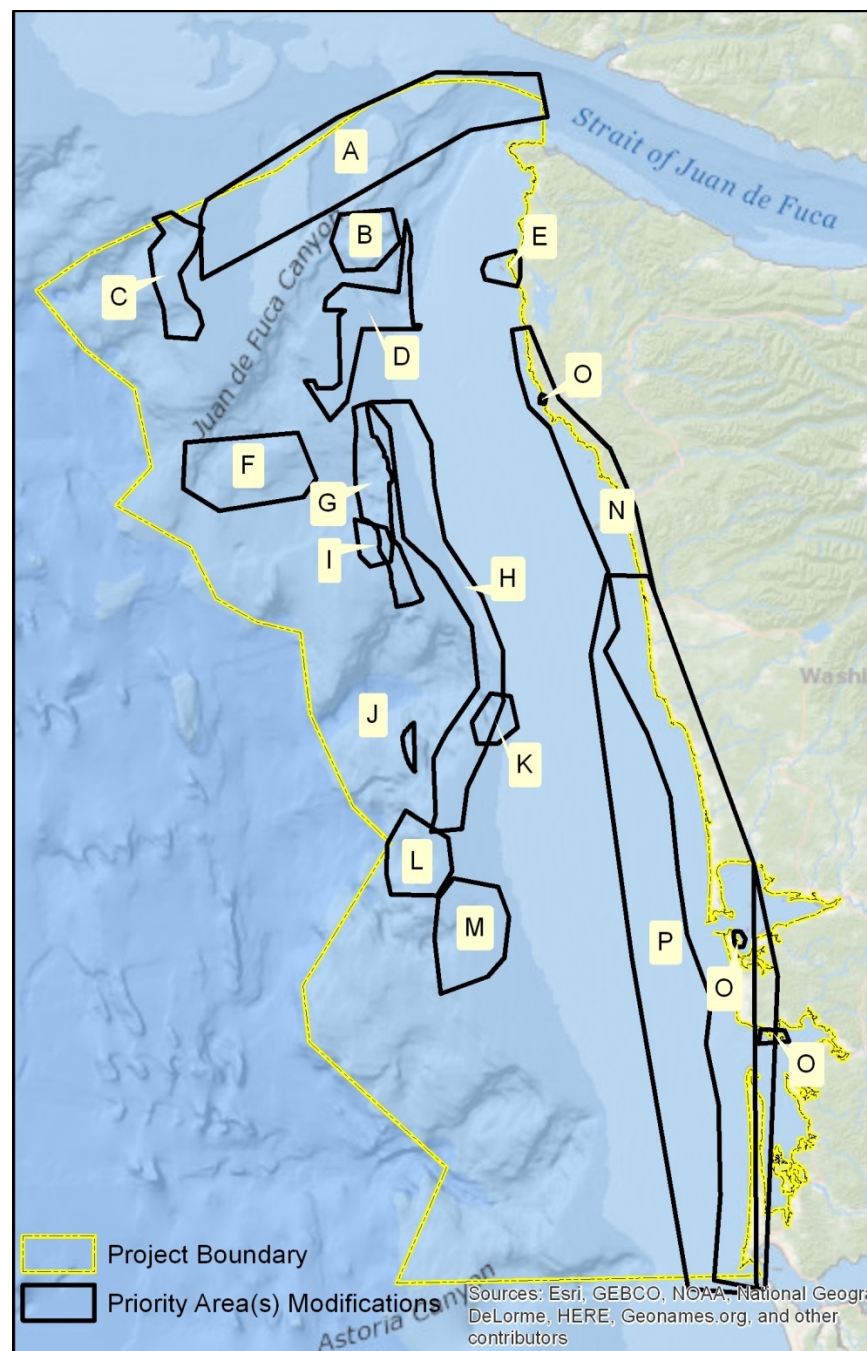 Strait of Juan de Fuca
A
B
E
C
Juan de Fuca Canyon
D
O
F
G
N
I
H
Washi
J
K
L
M
P
O
O
Project Boundary
Priority Area(s) Modifications
Astoria Canyon
Sources: Esri, GEBCO, NOAA, National Geogra
DeLorme, HERE, Geonames.org, and other
contributors